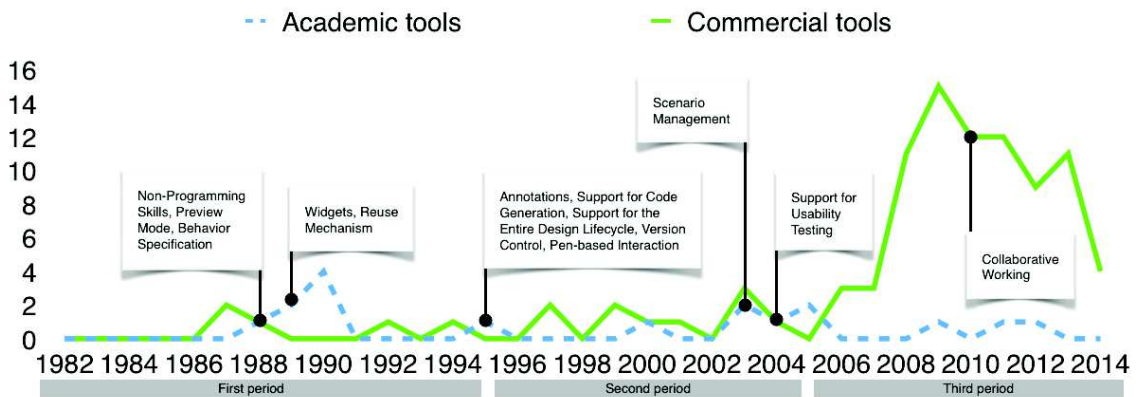 Academic tools
Commercial tools
16
14
12
10
8
6
4
2
0
Non-Programming
Skills, Preview
Mode, Behavior
Specification
Widgets, Reuse
Mechanism
Annotations, Support for Code
Generation, Support for the
Entire Design Lifecycle, Version
Control, Pen-based Interaction
Scenario
Management
Support for
Usability
Testing
Collaborative
Working
1982 1984 1986 1988 1990 1992 1994 1996 1998 2000 2002 2004 2006 2008 2010 2012 2014
First period
Second period
Third period